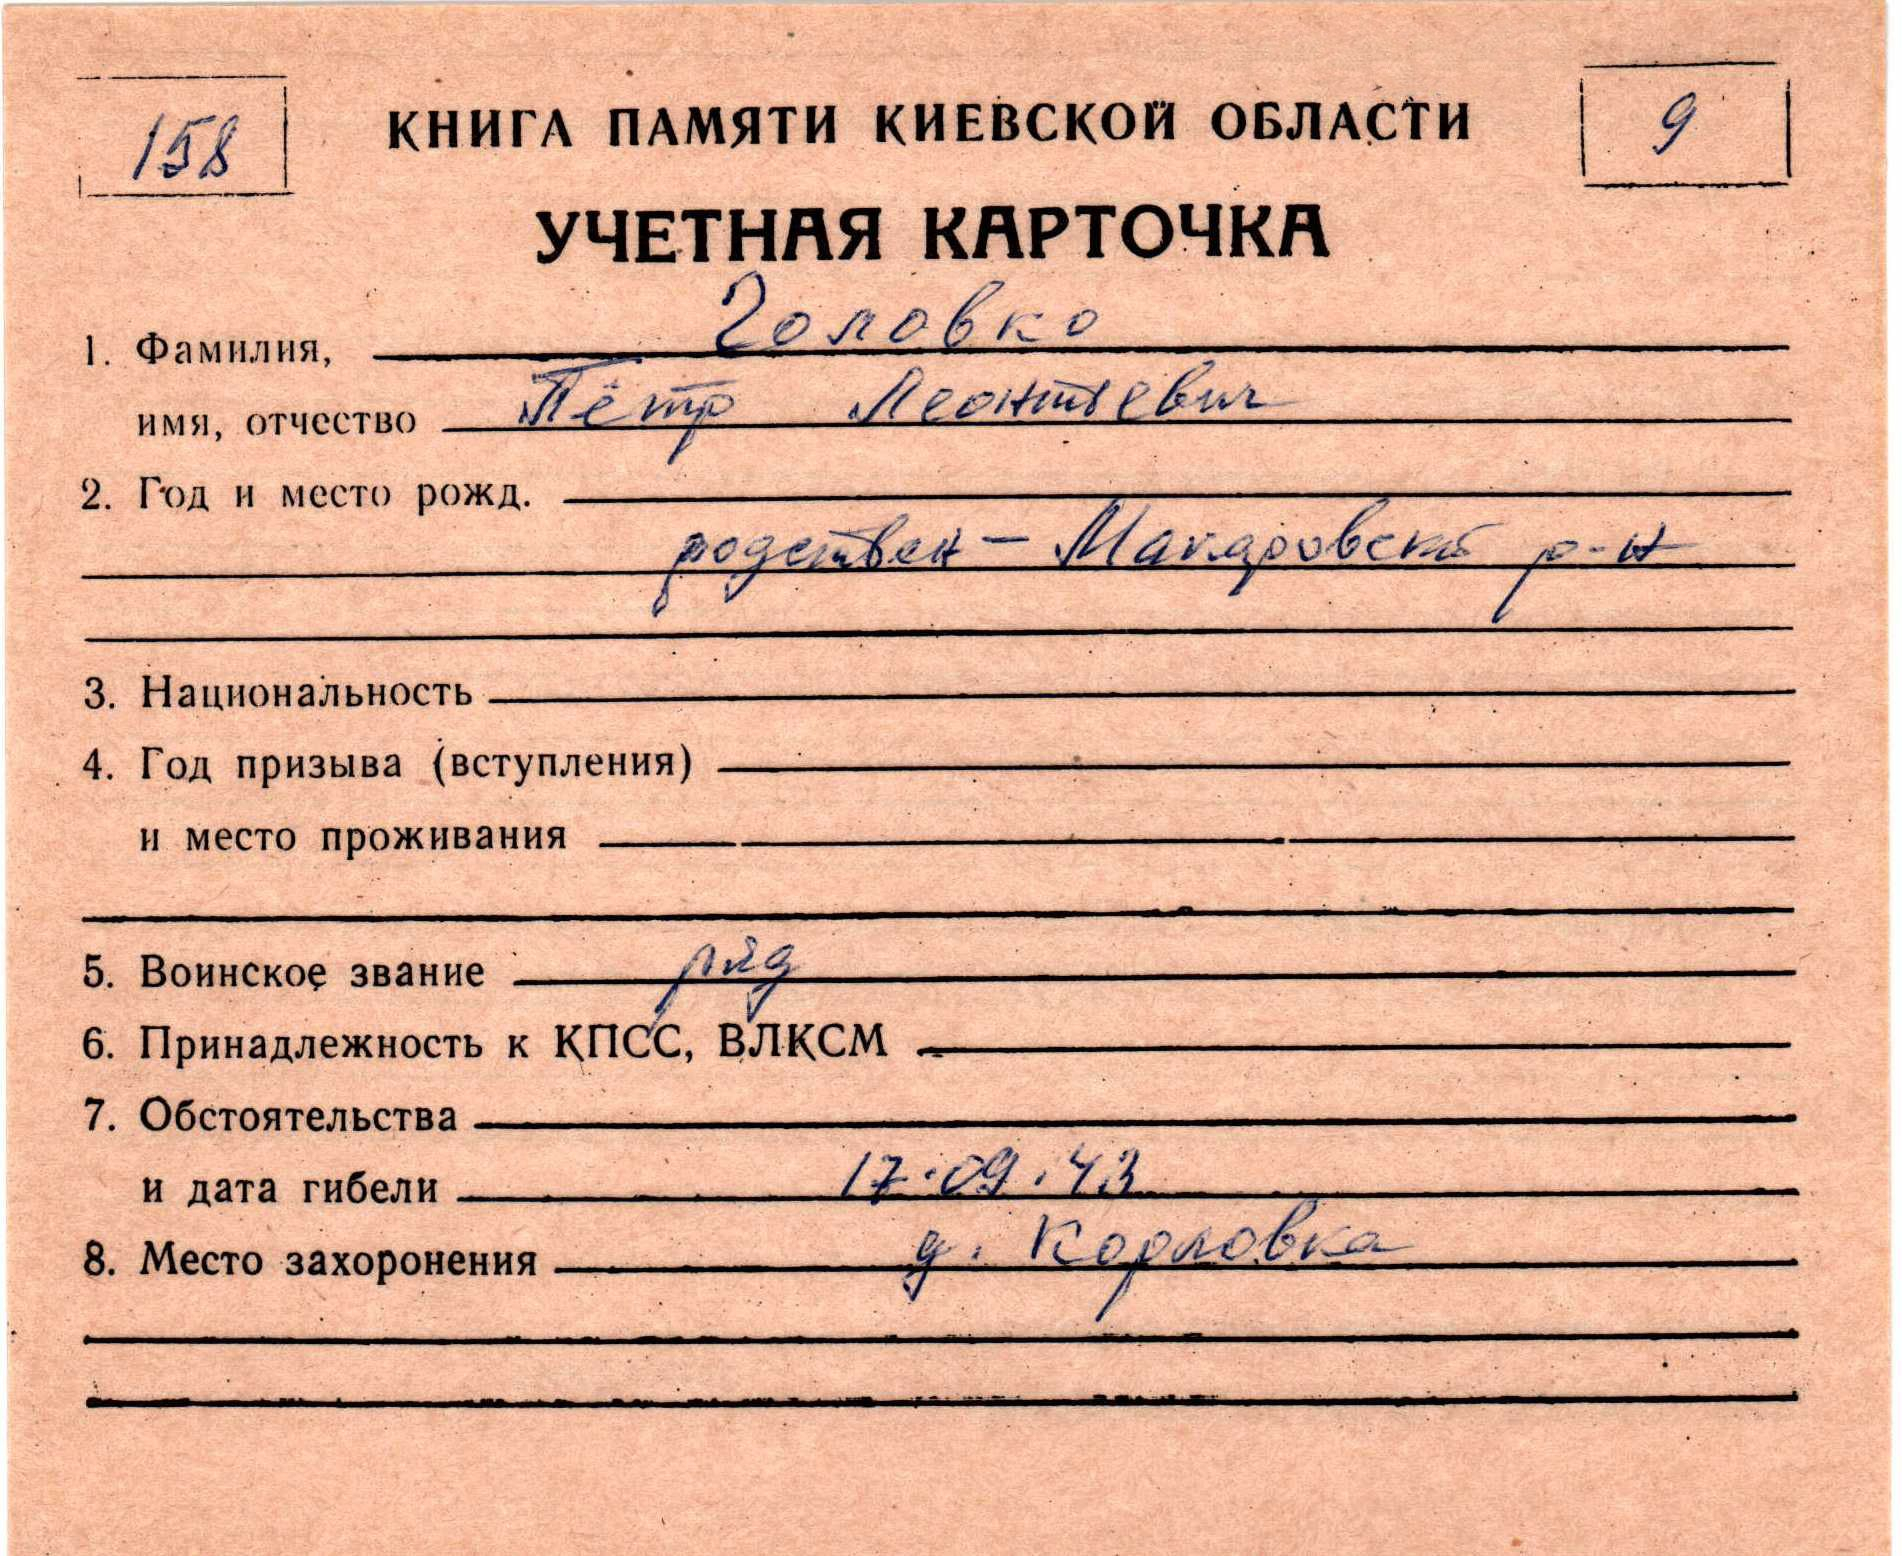 158 КНИГА ПАМЯТИ КИЕВСКОЙ ОБЛАСТИ 9
УЧЕТНАЯ КАРТОЧКА
1. Фамилия, Головко
имя, отчество Пётр Леонтьевич
2. Год и место рожд.
родствен – Макаровский р-н
3. Национальность
4. Год призыва (вступления)
и место проживания
5. Воинское звание ряд
6. Принадлежность к КПСС, ВЛКСМ
7. Обстоятельства
и дата гибели 17.09.43
8. Место захоронения д. Корловка